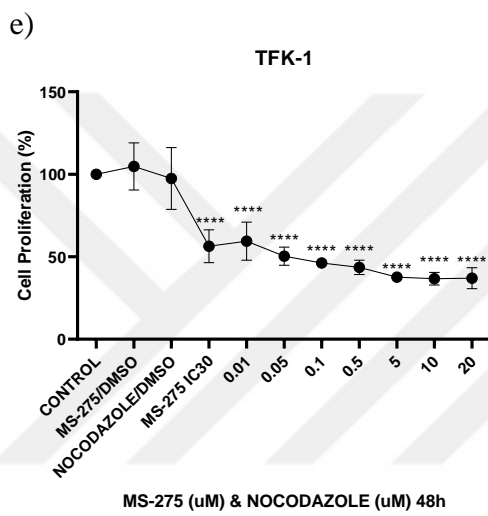 e)
TFK-1
Cell Proliferation (%)
150
100
50
0
****
****
****
****
****
****
****
****
CONTROL
MS-275/DMSO
NOCODAZOLE/DMSO
MS-275 IC30
0.01
0.05
0.1
0.5
5
10
20
MS-275 (uM) & NOCODAZOLE (uM) 48h